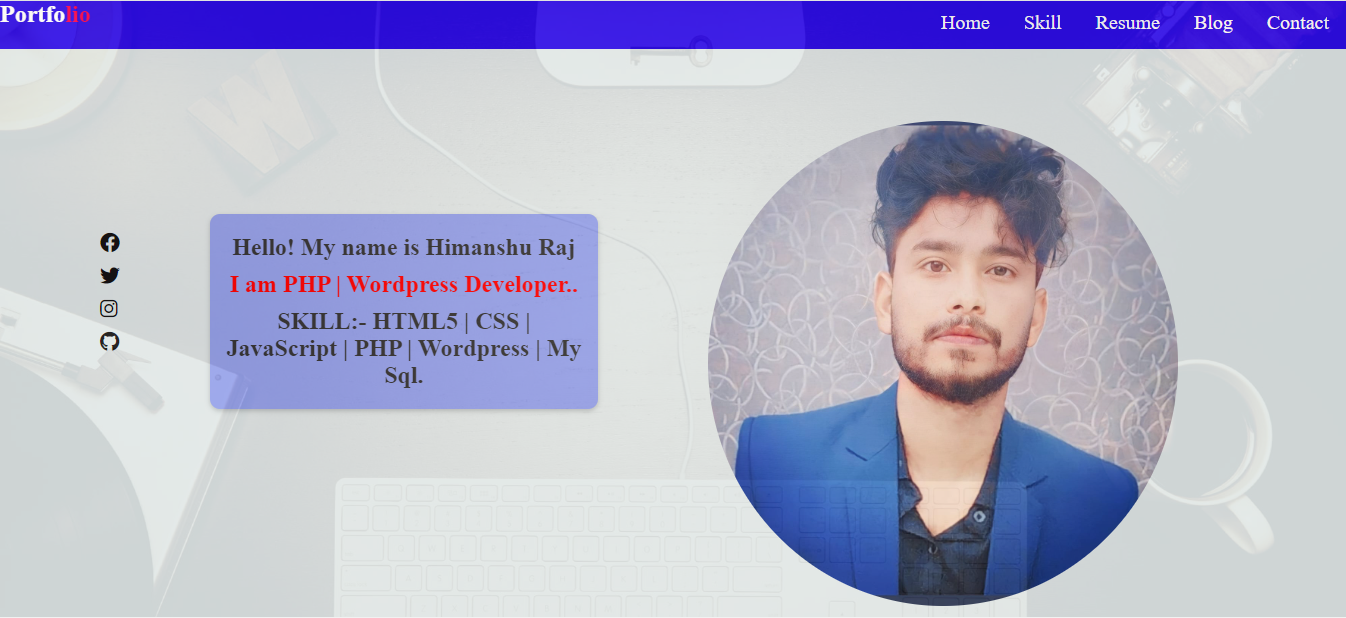 Portfolio
Home Skill Resume Blog Contact
Hello! My name is Himanshu Raj
I am PHP | Wordpress Developer..
SKILL:- HTML5 | CSS |
JavaScript | PHP | Wordpress | My
Sql.
W